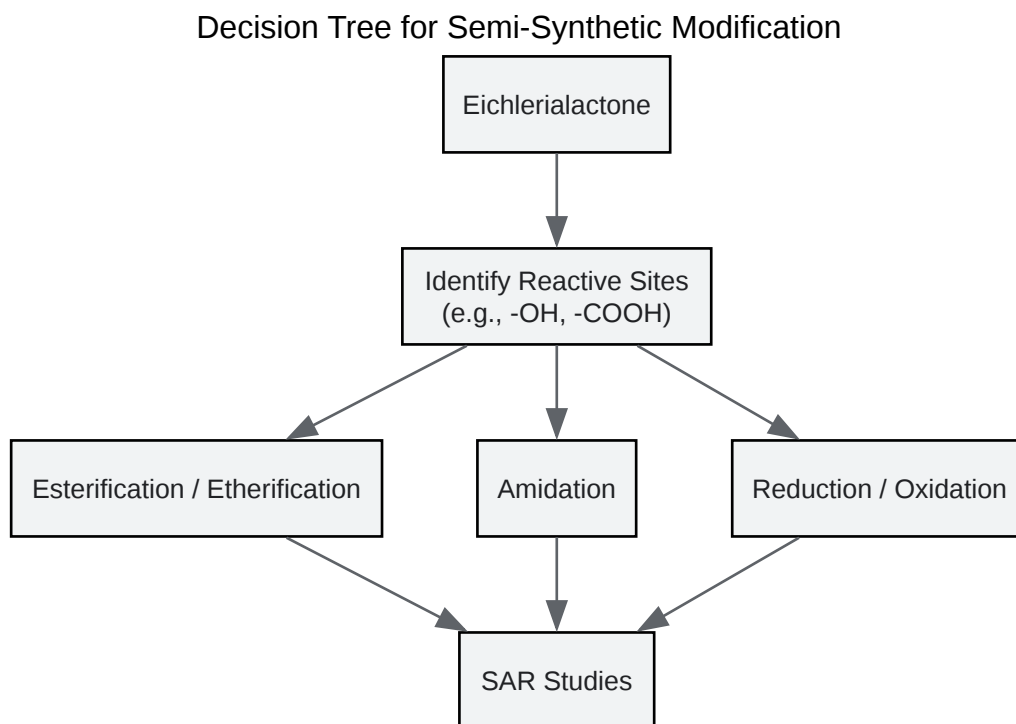 Decision Tree for Semi-Synthetic Modification
Eichlerialactone
Identify Reactive Sites
(e.g., -OH, -COOH)
Esterification / Etherification
Amidation
Reduction / Oxidation
SAR Studies